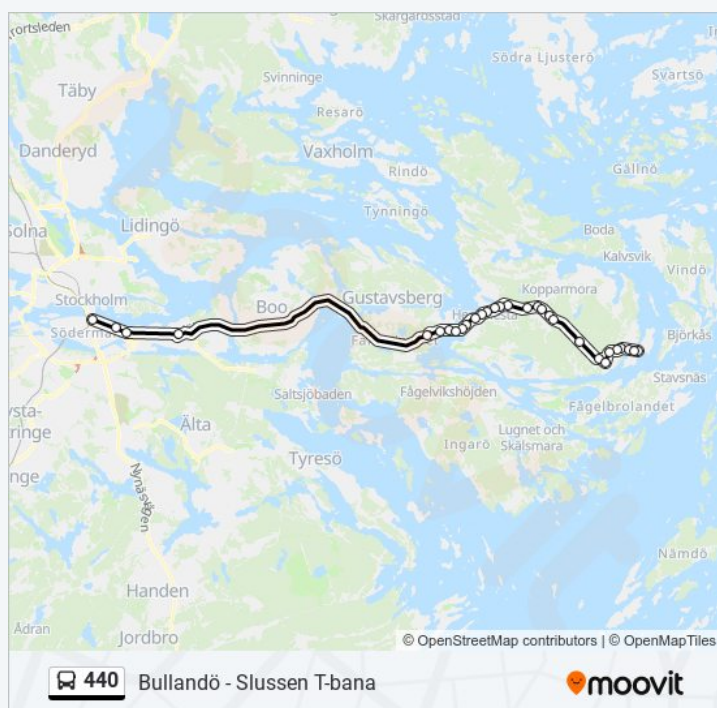 Skärgårdsstad
rortsleden
Södra Ljusterö
Täby
Svinninge
Svartsö
Resarö
Danderyd
Vaxholm
Gällnö
Rindö
Tynningö
Lidingö
Solna
Boda
Kalvsvik
Vindö
Kopparmora
Stockholm
Boo
Gustavsberg
Björkås
Stavsnäs
Saltsjöbaden
Fågelvikshöjden
Fågelbrolandet
Älta
Lugnet och
Skälsmara
Ingarö
Tyresö
Nynäsvägen
Nämdö
Handen
Ådran
Jordbro
© OpenStreetMap contributors | © OpenMapTiles
440 Bullandö - Slussen T-bana
moovit